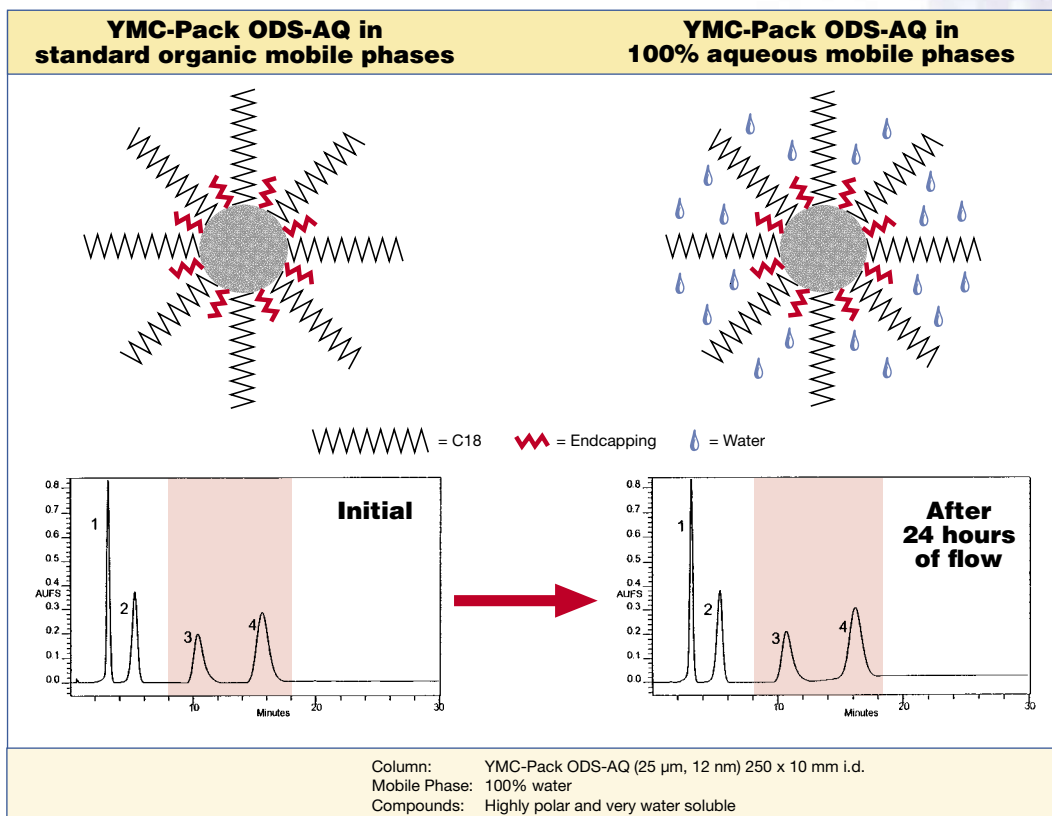 YMC-Pack ODS-AQ in
standard organic mobile phases
YMC-Pack ODS-AQ in
100% aqueous mobile phases
= C18
= Endcapping
= Water
Initial
0.8
0.7
0.6
0.5
0.4
AUFS
0.3
0.2
0.1
0.0
1
2
3
4
10
Minutes
20
30
After
24 hours
of flow
0.8
0.7
0.6
0.5
0.4
AUFS
0.3
0.2
0.1
0.0
1
2
3
4
10
Minutes
20
30
Column: YMC-Pack ODS-AQ (25 µm, 12 nm) 250 x 10 mm i.d.
Mobile Phase: 100% water
Compounds: Highly polar and very water soluble